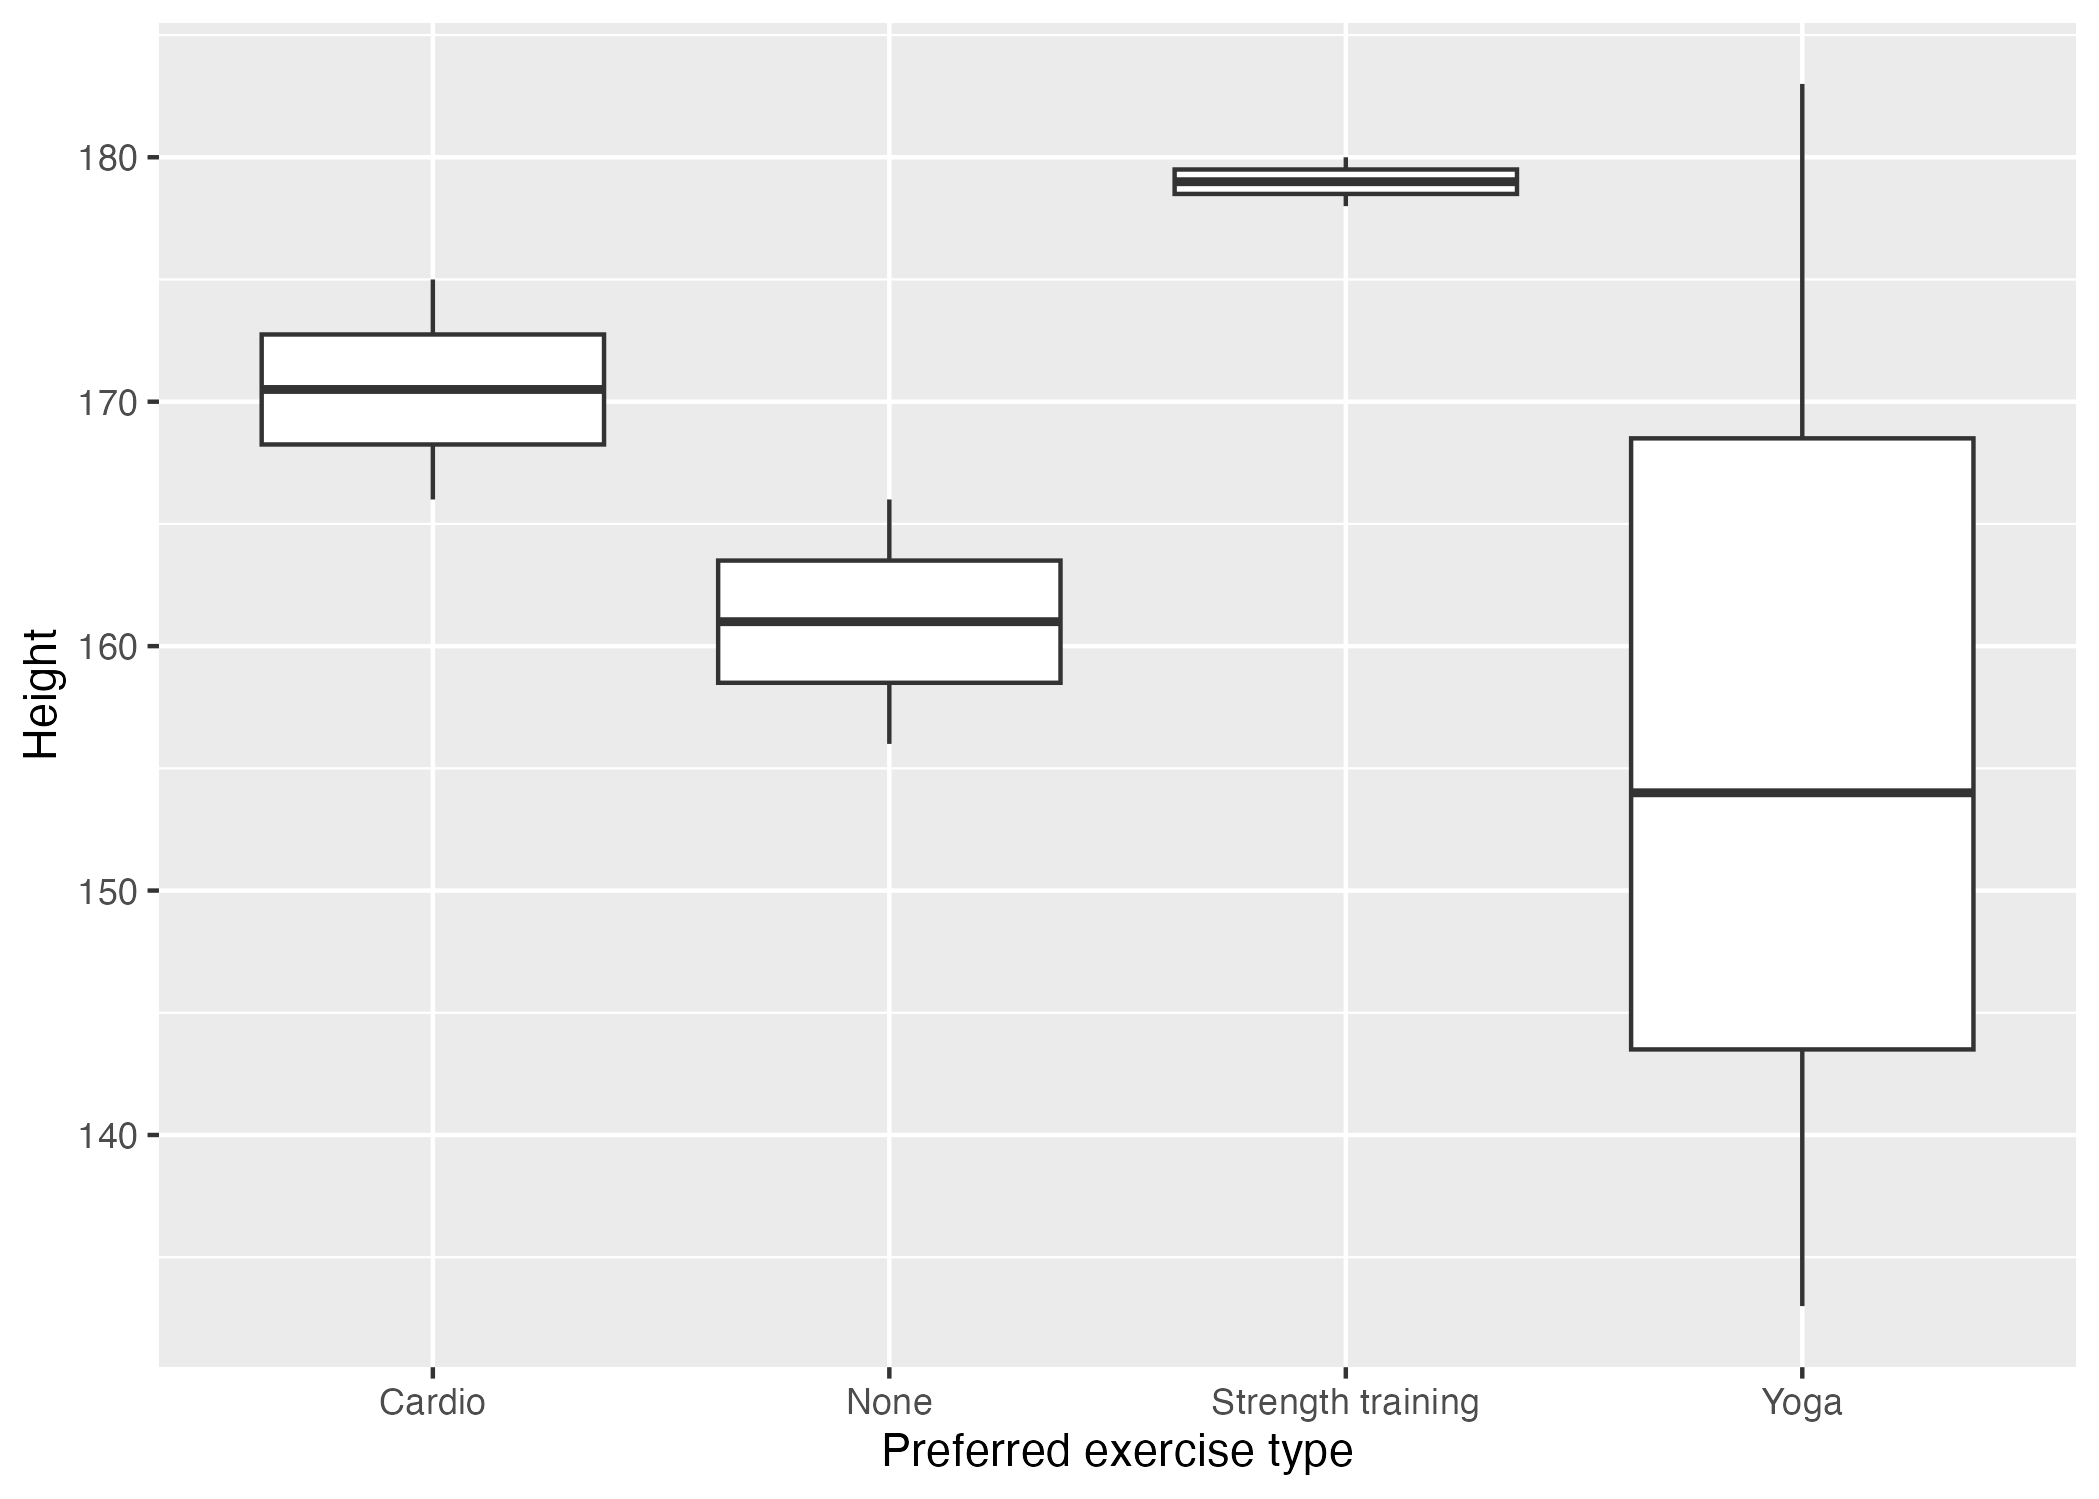 Height
180
170
160
150
140
Cardio
None
Strength training
Yoga
Preferred exercise type